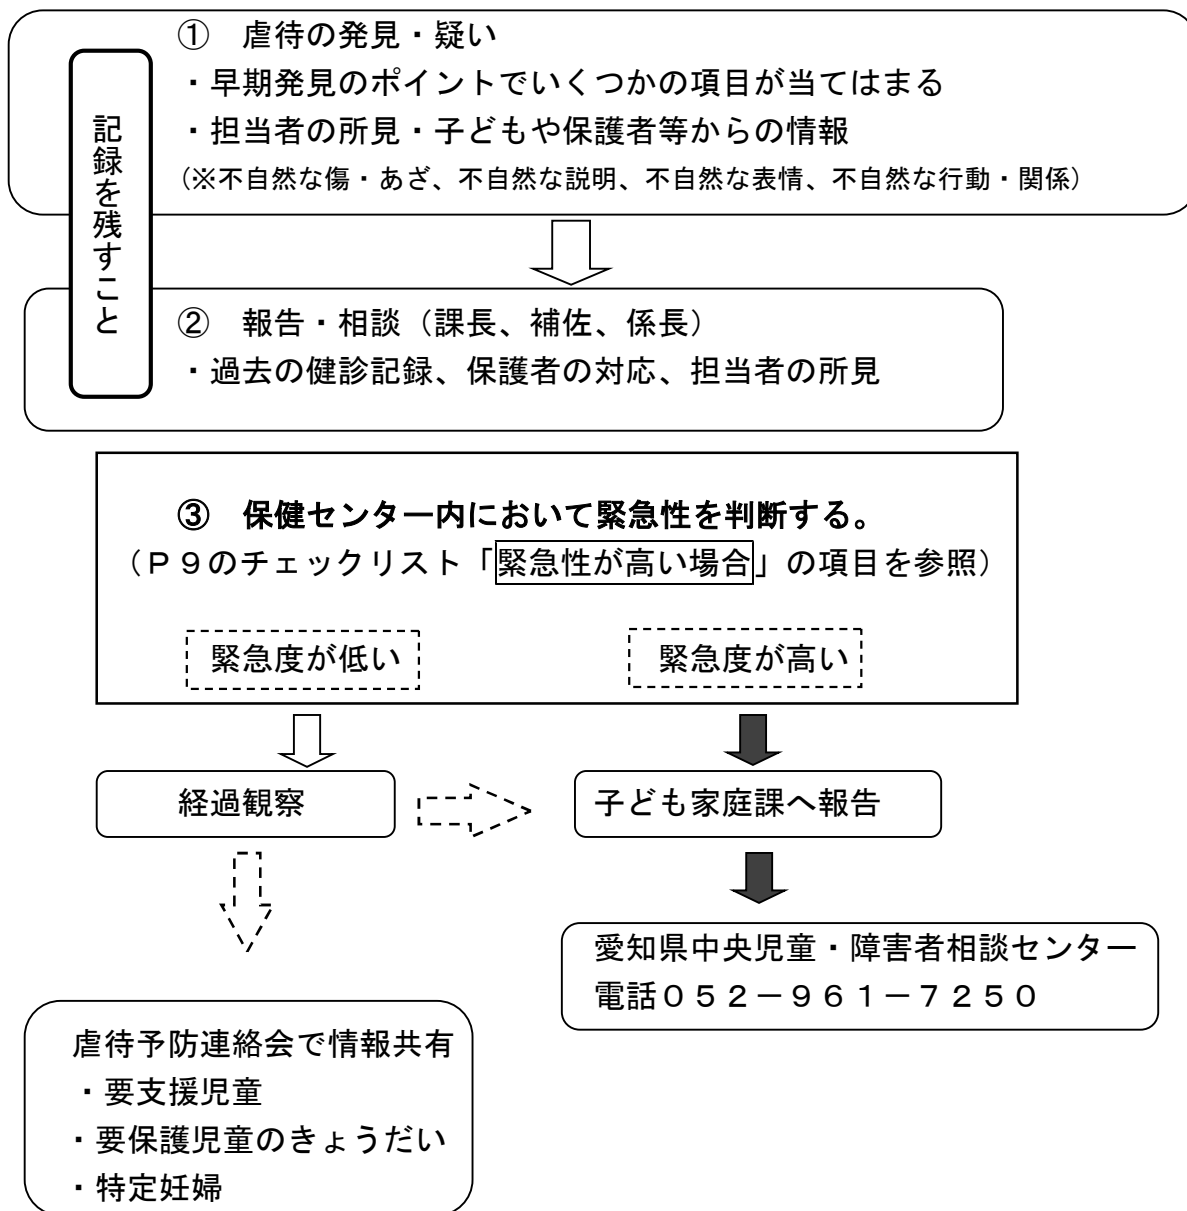 ①　虐待の発見・疑い
・早期発見のポイントでいくつかの項目が当てはまる
・担当者の所見・子どもや保護者等からの情報
（※不自然な傷・あざ、不自然な説明、不自然な表情、不自然な行動・関係）
記録を残すこと
②　報告・相談（課長、補佐、係長）
・過去の健診記録、保護者の対応、担当者の所見
③　保健センター内において緊急性を判断する。
（Ｐ９のチェックリスト「緊急性が高い場合」の項目を参照）
緊急度が低い
緊急度が高い
経過観察
子ども家庭課へ報告
愛知県中央児童・障害者相談センター
電話０５２－９６１－７２５０
虐待予防連絡会で情報共有
・要支援児童
・要保護児童のきょうだい
・特定妊婦